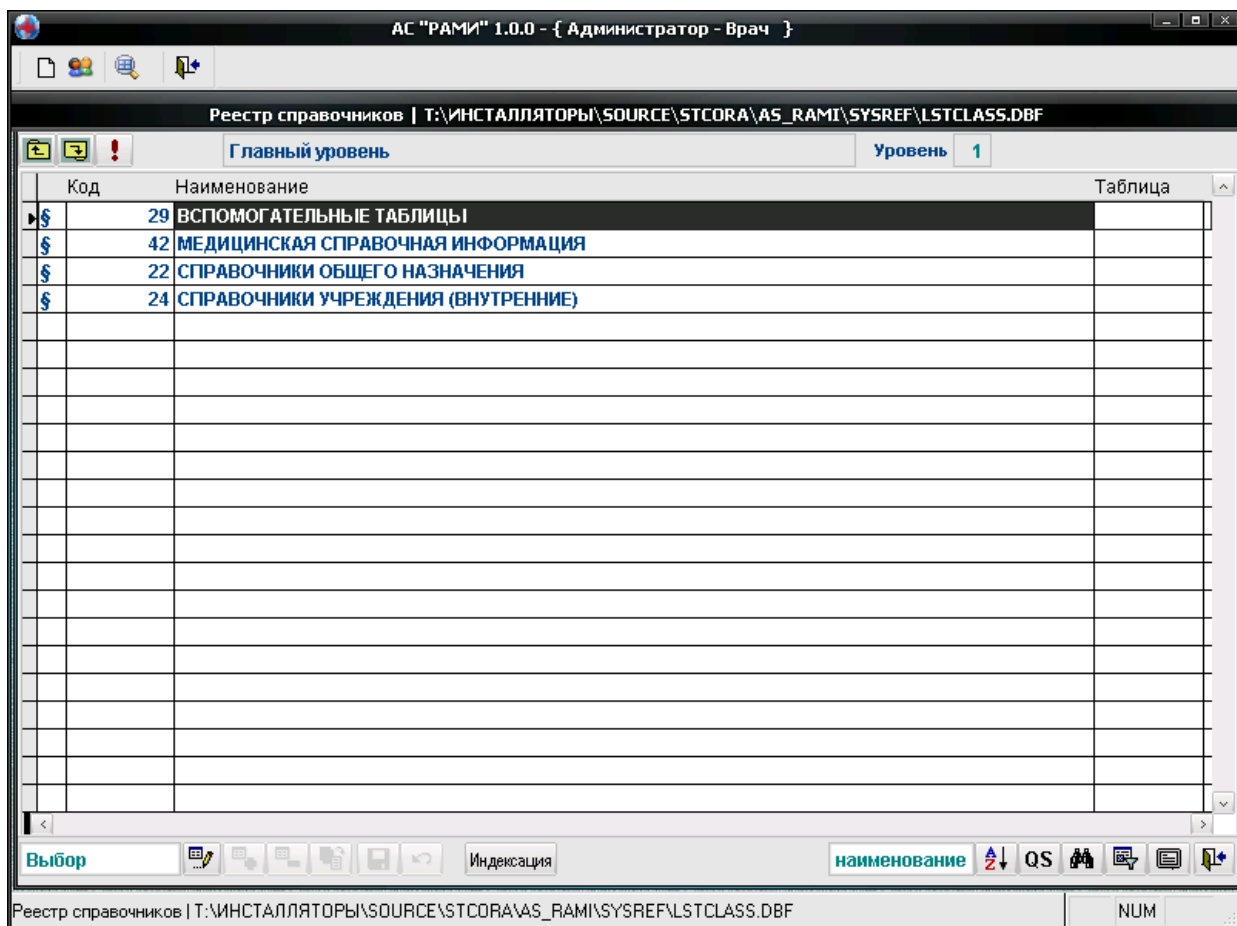 АС "РАМИ" 1.0.0 - { Администратор - Врач }
Реестр справочников | T:\ИНСТАЛЛЯТОРЫ\SOURCE\STCORA\AS_RAMI\SYSREF\LSTCLASS.DBF
Главный уровень Уровень 1
Код Наименование Таблица
§ 29 ВСПОМОГАТЕЛЬНЫЕ ТАБЛИЦЫ
§ 42 МЕДИЦИНСКАЯ СПРАВОЧНАЯ ИНФОРМАЦИЯ
§ 22 СПРАВОЧНИКИ ОБЩЕГО НАЗНАЧЕНИЯ
§ 24 СПРАВОЧНИКИ УЧРЕЖДЕНИЯ (ВНУТРЕННИЕ)
Выбор Индексация наименование QS
Реестр справочников | T:\ИНСТАЛЛЯТОРЫ\SOURCE\STCORA\AS_RAMI\SYSREF\LSTCLASS.DBF NUM